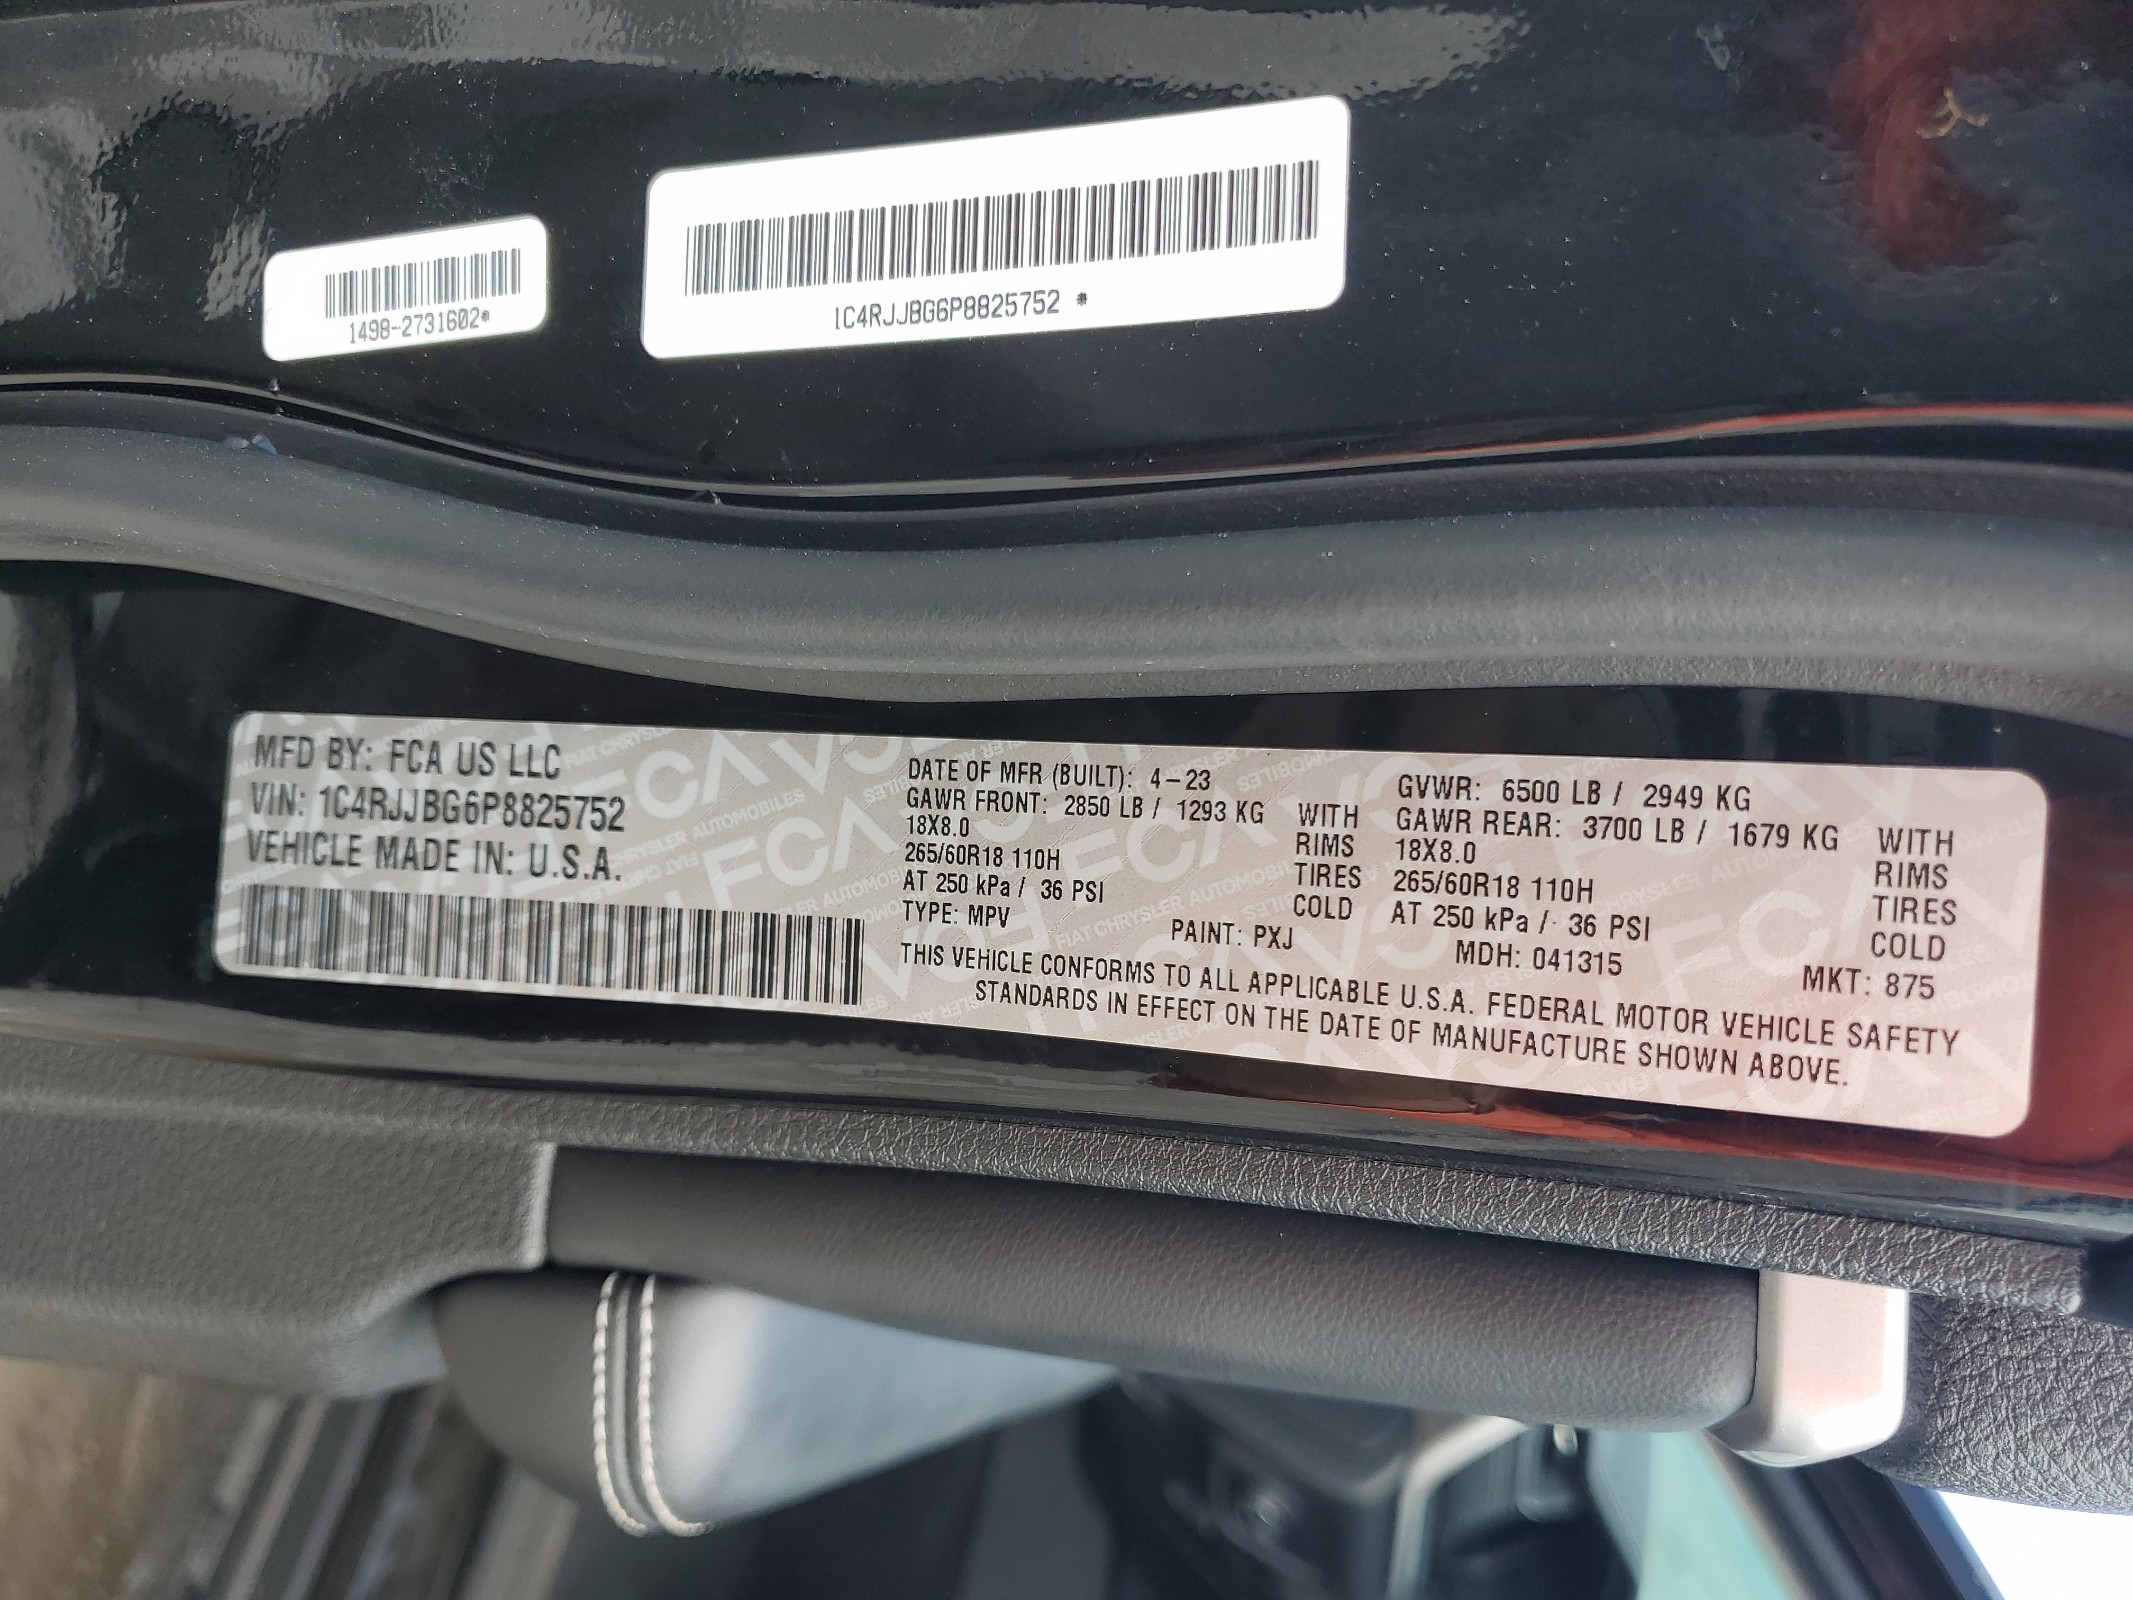 1498-2731602*
1C4RJJBG6P8825752 *
MFD BY: FCA US LLC
VIN: 1C4RJJBG6P8825752
VEHICLE MADE IN: U.S.A.
DATE OF MFR (BUILT): 4-23
GAWR FRONT: 2850 LB / 1293 KG WITH
18X8.0 RIMS
265/60R18 110H TIRES
AT 250 kPa / 36 PSI COLD
GVWR: 6500 LB / 2949 KG
GAWR REAR: 3700 LB / 1679 KG WITH
18X8.0 RIMS
265/60R18 110H TIRES
AT 250 kPa / 36 PSI COLD
TYPE: MPV PAINT: PXJ MDH: 041315 MKT: 875
THIS VEHICLE CONFORMS TO ALL APPLICABLE U.S.A. FEDERAL MOTOR VEHICLE SAFETY
STANDARDS IN EFFECT ON THE DATE OF MANUFACTURE SHOWN ABOVE.